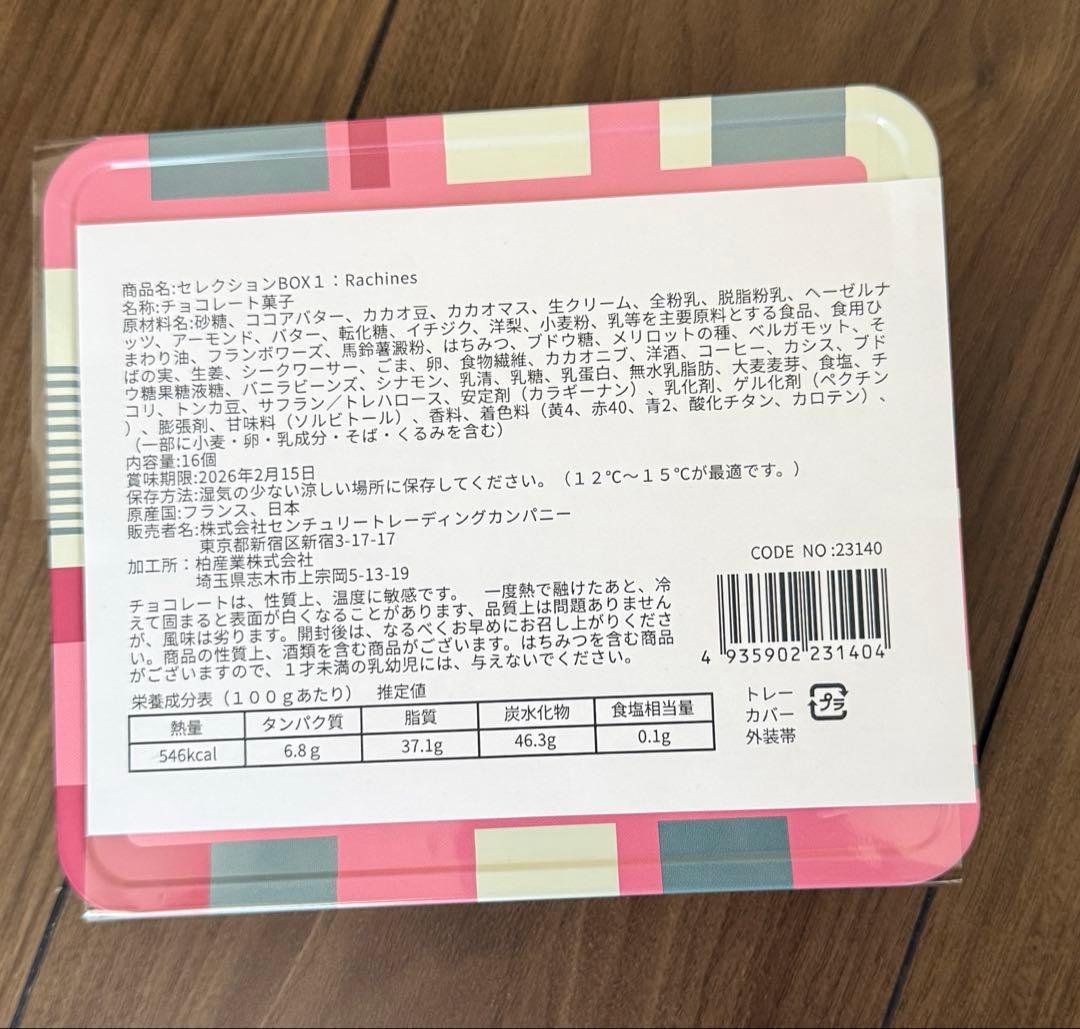 商品名:セレクションBOX１：Rachines
名称:チョコレート菓子
原材料名:砂糖、ココアバター、カカオ豆、カカオマス、生クリーム、全粉乳、脱脂粉乳、ヘーゼルナ
ッツ、アーモンド、バター、転化糖、イチジク、洋梨、小麦粉、乳等を主要原料とする食品、食用ひ
まわり油、フランボワーズ、馬鈴薯澱粉、はちみつ、ブドウ糖、メリロットの種、ベルガモット、そ
ばの実、生姜、シークワーサー、ごま、卵、食物繊維、カカオニブ、洋酒、コーヒー、カシス、ブド
ウ糖果糖液糖、バニラビーンズ、シナモン、乳清、乳糖、乳蛋白、無水乳脂肪、大麦麦芽、食塩、チ
コリ、トンカ豆、サフラン／トレハロース、安定剤（カラギーナン）、乳化剤、ゲル化剤（ペクチン
）、膨張剤、甘味料（ソルビトール）、香料、着色料（黄4、赤40、青2、酸化チタン、カロテン）、
（一部に小麦・卵・乳成分・そば・くるみを含む）
内容量:16個
賞味期限:2026年2月15日
保存方法:湿気の少ない涼しい場所に保存してください。（１２℃～１５℃が最適です。）
原産国:フランス、日本
販売者名:株式会社センチュリートレーディングカンパニー
東京都新宿区新宿3-17-17
加工所：柏産業株式会社
埼玉県志木市上宗岡5-13-19
チョコレートは、性質上、温度に敏感です。　一度熱で融けたあと、冷
えて固まると表面が白くなることがあります、品質上は問題ありません
が、風味は劣ります。開封後は、なるべくお早めにお召し上がりくださ
い。商品の性質上、酒類を含む商品がございます。はちみつを含む商品
がございますので、１才未満の乳幼児には、与えないでください。
CODE NO:23140
4 935902 231404
トレー
カバー
外装帯
プラ
栄養成分表（１００ｇあたり）　推定値
熱量 タンパク質 脂質 炭水化物 食塩相当量
546kcal 6.8ｇ 37.1g 46.3g 0.1g